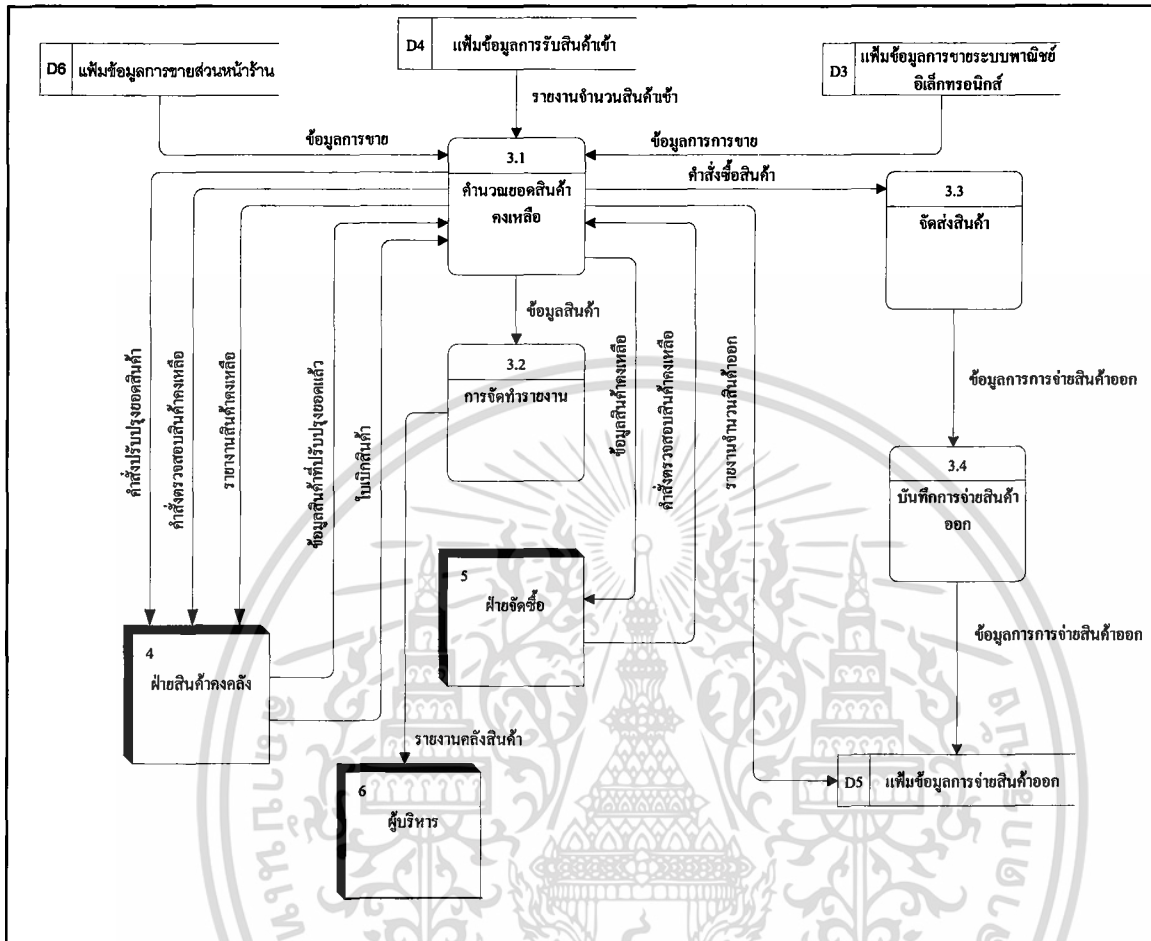 D4 แฟ้มข้อมูลการรับสินค้าเข้า
D6 แฟ้มข้อมูลการขายส่วนหน้าร้าน
D3 แฟ้มข้อมูลการขายระบบพาณิชย์
อิเล็กทรอนิกส์
รายงานจำนวนสินค้าเข้า
ข้อมูลการขาย
ข้อมูลการการขาย
3.1
คำนวณยอดสินค้า
คงเหลือ
คำสั่งซื้อสินค้า
3.3
จัดส่งสินค้า
ข้อมูลสินค้า
3.2
การจัดทำรายงาน
คำสั่งปรับปรุงยอดสินค้า
คำสั่งตรวจสอบสินค้าคงเหลือ
รายางานสินค้าคงเหลือ
ข้อมูลสินค้าที่ปรับปรุงยอดแล้ว
ใบเบิกสินค้า
ข้อมูลสินค้าคงเหลือ
คำสั่งตรวจสอบสินค้าคงเหลือ
รายงานจำนวนสินค้าออก
ข้อมูลการการจ่ายสินค้าออก
3.4
บันทึกการจ่ายสินค้า
ออก
5
ฝ่ายจัดซื้อ
4
ฝ่ายสินค้าคงคลัง
ข้อมูลการการจ่ายสินค้าออก
รายงานคลังสินค้า
6
ผู้บริหาร
D5 แฟ้มข้อมูลการจ่ายสินค้าออก